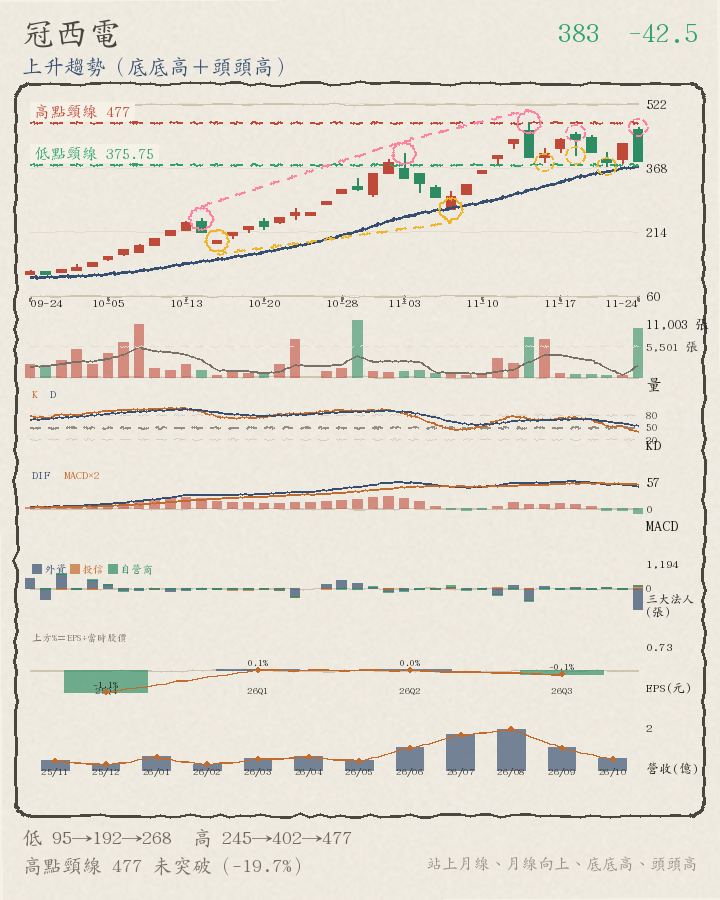 冠西電
383 -42.5
上升趨勢（底底高＋頭頭高）
522
高點頸線 477
低點頸線 375.75
368
214
60
09-24 10-05 10-13 10-20 10-28 11-03 11-10 11-17 11-24
11,003 張
5,501 張
量
K D
80
50
20
KD
DIF MACD×2
57
0
MACD
1,194
外資 投信 自營商
0
三大法人
(張)
上方%=EPS÷當時股價
0.73
-1.1% 0.1% 0.0% -0.1%
EPS(元)
26Q1 26Q2 26Q3
2
營收(億)
25/11 25/12 26/01 26/02 26/03 26/04 26/05 26/06 26/07 26/08 26/09 26/10
低 95→192→268 高 245→402→477
高點頸線 477 未突破 (-19.7%)
站上月線、月線向上、底底高、頭頭高